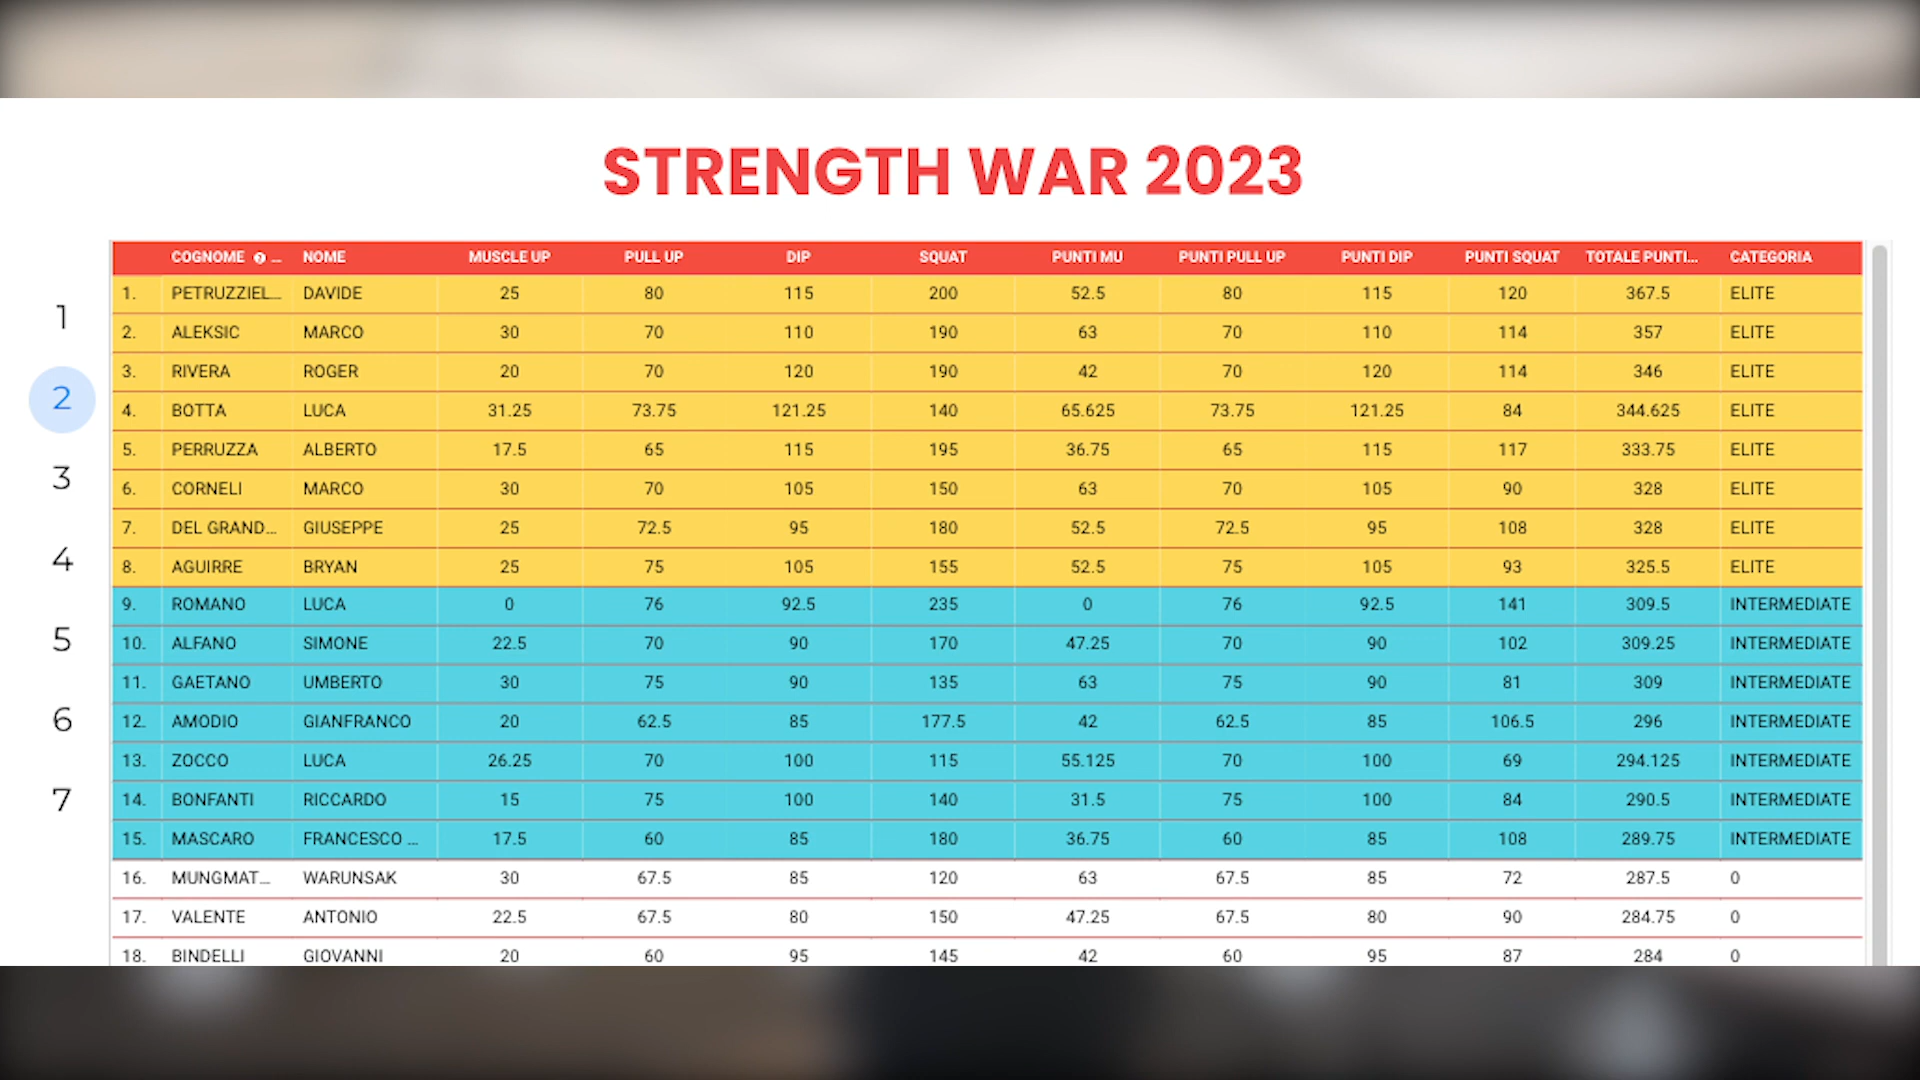 STRENGTH WAR 2023
COGNOME ? ... NOME MUSCLE UP PULL UP DIP SQUAT PUNTI MU PUNTI PULL UP PUNTI DIP PUNTI SQUAT TOTALE PUNTI... CATEGORIA
1. PETRUZZIEL... DAVIDE 25 80 115 200 52.5 80 115 120 367.5 ELITE
1
2. ALEKSIC MARCO 30 70 110 190 63 70 110 114 357 ELITE
3. RIVERA ROGER 20 70 120 190 42 70 120 114 346 ELITE
2
4. BOTTA LUCA 31.25 73.75 121.25 140 65.625 73.75 121.25 84 344.625 ELITE
5. PERRUZZA ALBERTO 17.5 65 115 195 36.75 65 115 117 333.75 ELITE
3
6. CORNELI MARCO 30 70 105 150 63 70 105 90 328 ELITE
7. DEL GRAND... GIUSEPPE 25 72.5 95 180 52.5 72.5 95 108 328 ELITE
4
8. AGUIRRE BRYAN 25 75 105 155 52.5 75 105 93 325.5 ELITE
9. ROMANO LUCA 0 76 92.5 235 0 76 92.5 141 309.5 INTERMEDIATE
5
10. ALFANO SIMONE 22.5 70 90 170 47.25 70 90 102 309.25 INTERMEDIATE
11. GAETANO UMBERTO 30 75 90 135 63 75 90 81 309 INTERMEDIATE
6
12. AMODIO GIANFRANCO 20 62.5 85 177.5 42 62.5 85 106.5 296 INTERMEDIATE
13. ZOCCO LUCA 26.25 70 100 115 55.125 70 100 69 294.125 INTERMEDIATE
7
14. BONFANTI RICCARDO 15 75 100 140 31.5 75 100 84 290.5 INTERMEDIATE
15. MASCARO FRANCESCO ... 17.5 60 85 180 36.75 60 85 108 289.75 INTERMEDIATE
16. MUNGMAT... WARUNSAK 30 67.5 85 120 63 67.5 85 72 287.5 0
17. VALENTE ANTONIO 22.5 67.5 80 150 47.25 67.5 80 90 284.75 0
18. BINDELLI GIOVANNI 20 60 95 145 42 60 95 87 284 0